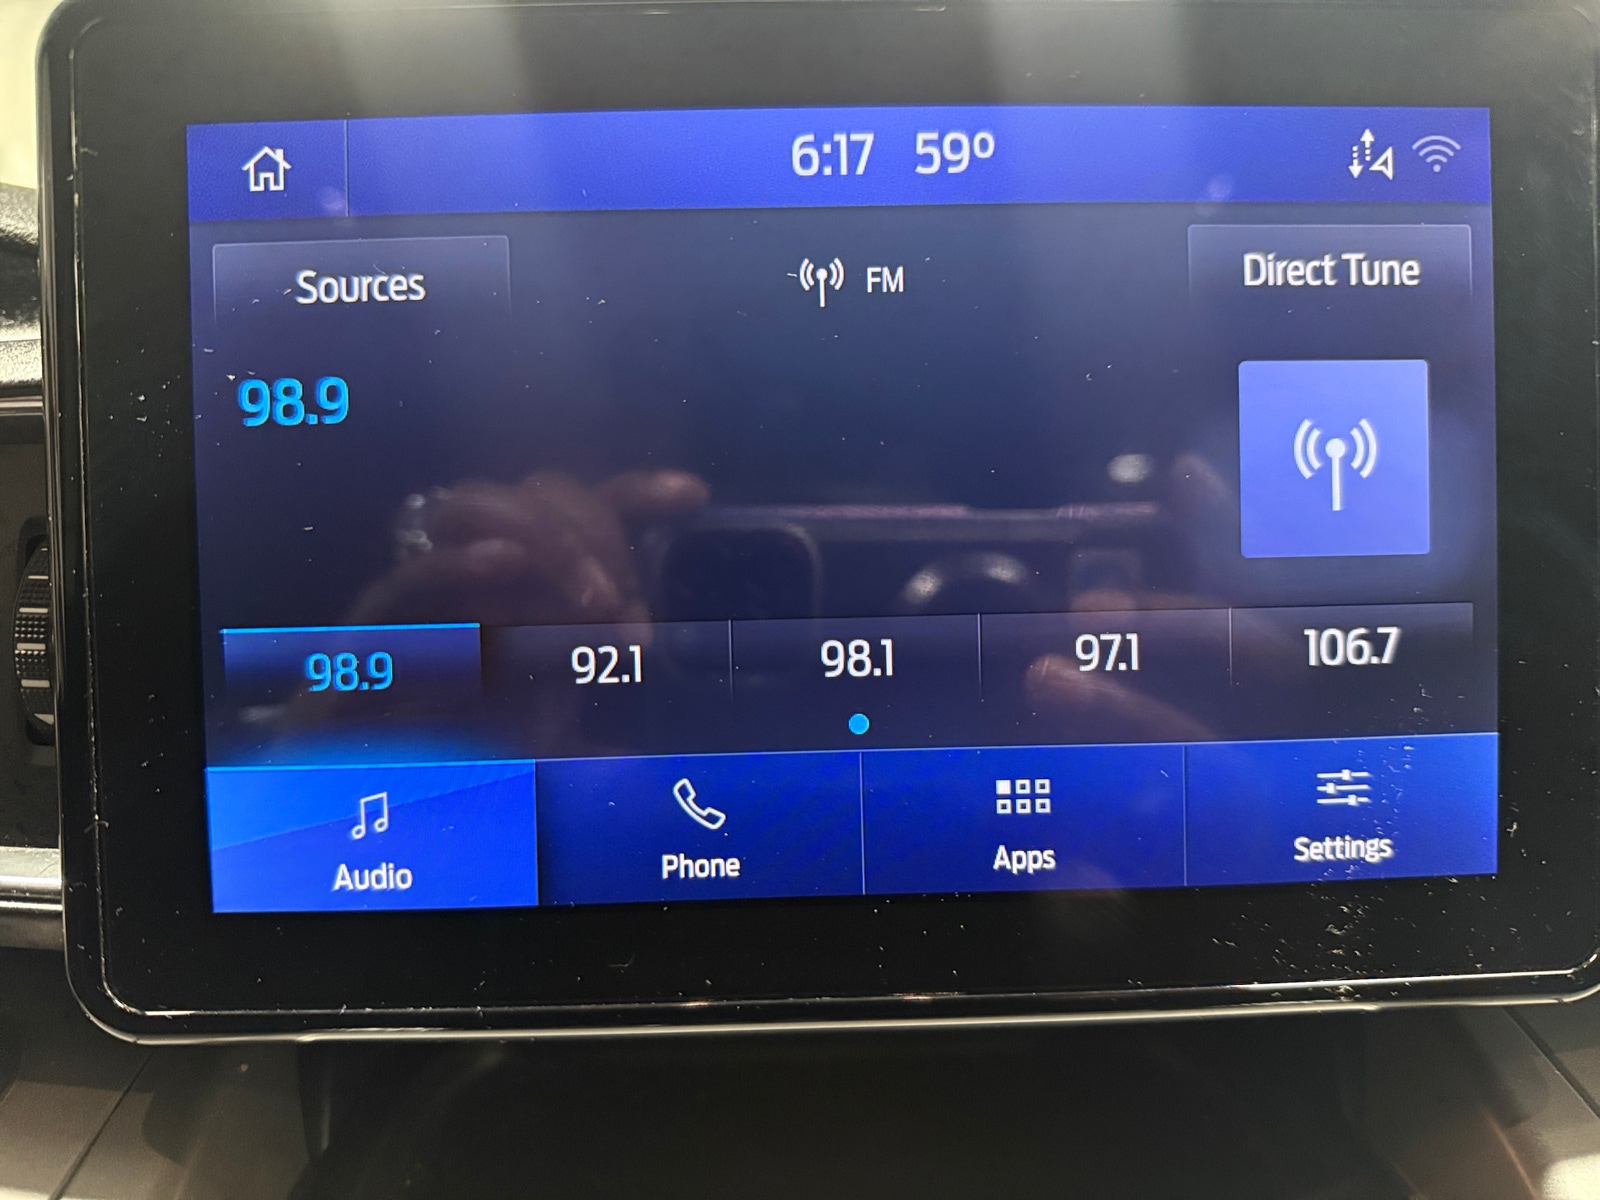 6:17 59º
Sources
FM
Direct Tune
98.9
98.9
92.1
98.1
97.1
106.7
Audio
Phone
Apps
Settings